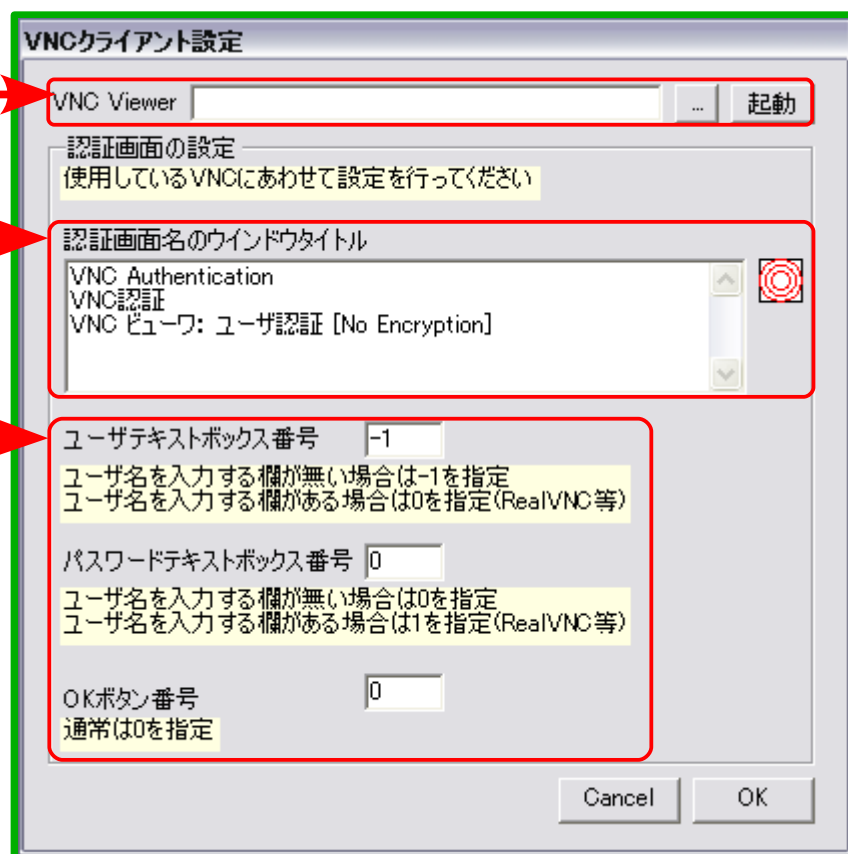 VNCクライアント設定
VNC Viewer ... 起動
認証画面の設定
使用しているVNCにあわせて設定を行ってください
認証画面名のウインドウタイトル
VNC Authentication
VNC認証
VNC ビューワ: ユーザ認証 [No Encryption]
ユーザテキストボックス番号 -1
ユーザ名を入力する欄が無い場合は-1を指定
ユーザ名を入力する欄がある場合は0を指定(RealVNC等)
パスワードテキストボックス番号 0
ユーザ名を入力する欄が無い場合は0を指定
ユーザ名を入力する欄がある場合は1を指定(RealVNC等)
OKボタン番号 0
通常は0を指定
Cancel OK